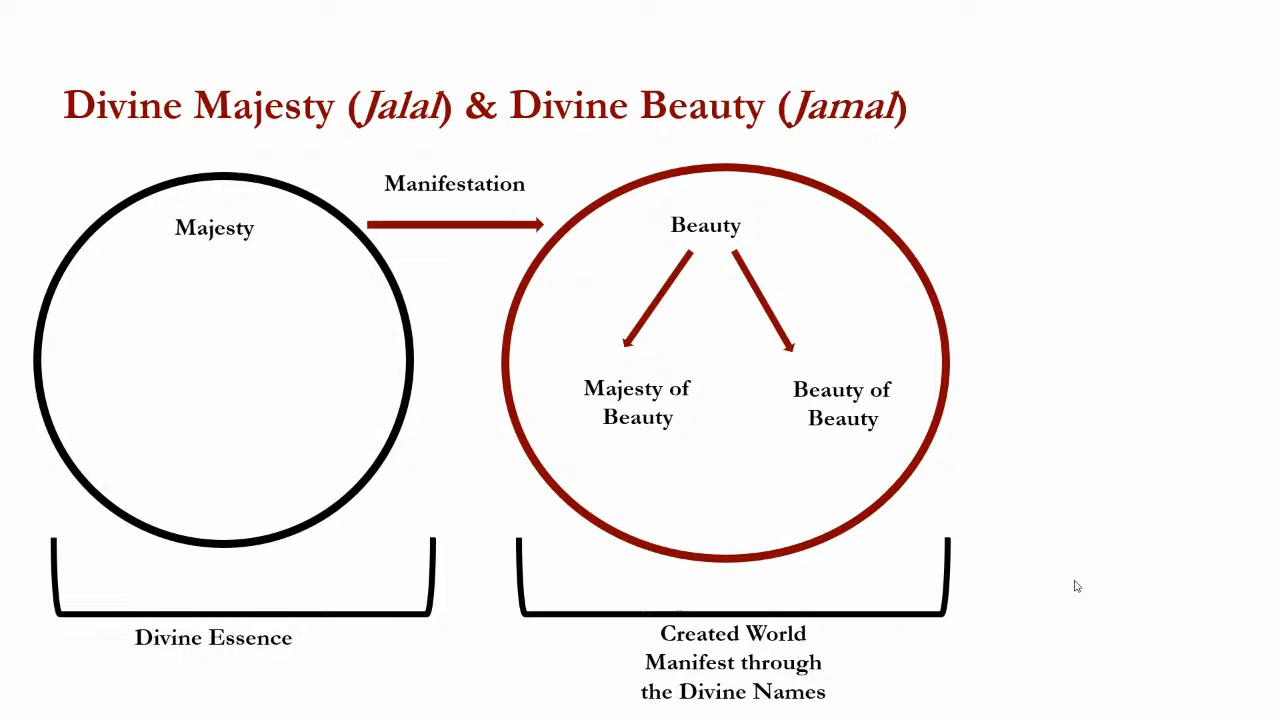 Divine Majesty (Jalal) & Divine Beauty (Jamal)
Manifestation
Majesty
Beauty
Majesty of
Beauty
Beauty of
Beauty
Divine Essence
Created World
Manifest through
the Divine Names